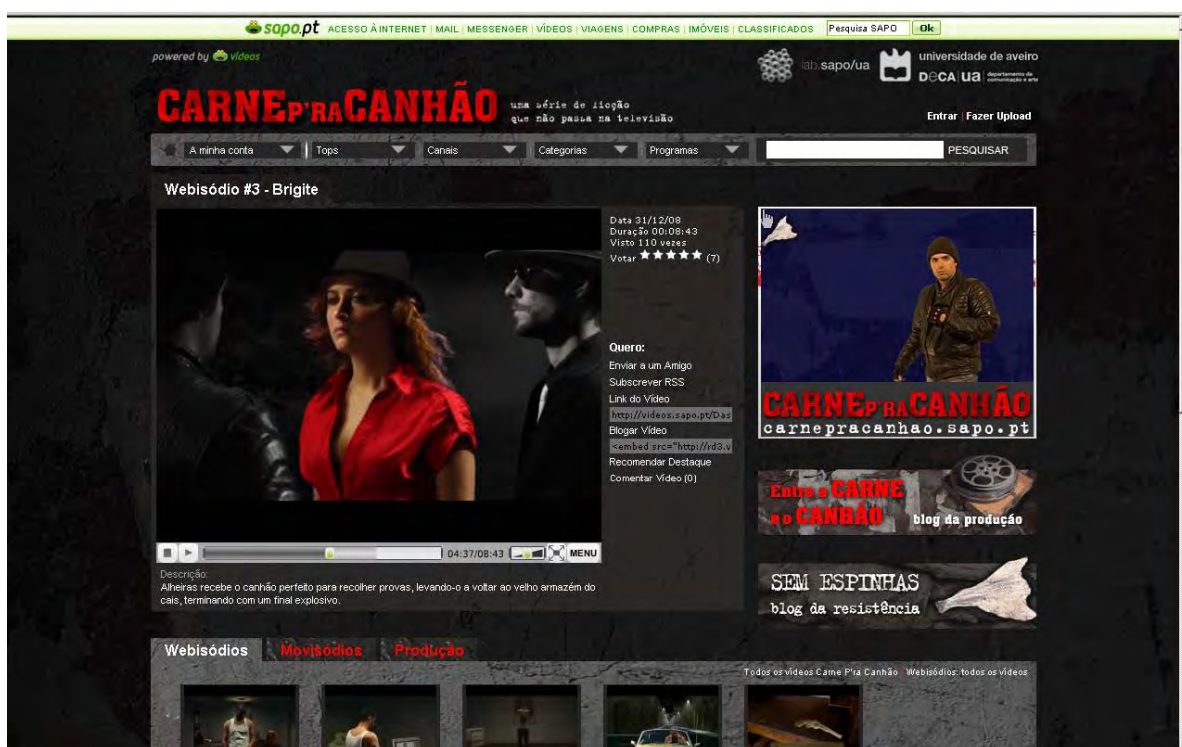 sapo.pt ACESSO À INTERNET | MAIL | MESSENGER | VÍDEOS | VIAGENS | COMPRAS | IMÓVEIS | CLASSIFICADOS Pesquisa SAPO Ok
powered by vídeos
lab.sapo/ua
universidade de aveiro
DeCA|ua departamento de comunicação e arte
CARNE P'RA CANHÃO
uma série de ficção
que não passa na televisão
Entrar | Fazer Upload
A minha conta Tops Canais Categorias Programas PESQUISAR
Webisódio #3 - Brigite
Data 31/12/08
Duração 00:08:43
Visto 110 vezes
Votar ★★★★★ (7)
Quero:
Enviar a um Amigo
Subscrever RSS
Link do Vídeo
http://videos.sapo.pt/Das
Blogar Vídeo
<embed src="http://rd3.v
Recomendar Destaque
Comentar Vídeo (0)
04:37/08:43 MENU
Descrição:
Alheiras recebe o canhão perfeito para recolher provas, levando-o a voltar ao velho armazém do
cais, terminando com um final explosivo.
CARNE P'RA CANHÃO
carnepracanhao.sapo.pt
Entre a CARNE
e o CANHÃO
blog da produção
SEM ESPINHAS
blog da resistência
Webisódios Movisódios Produção
Todos os vídeos Carne P'ra Canhão | Webisódios: todos os vídeos